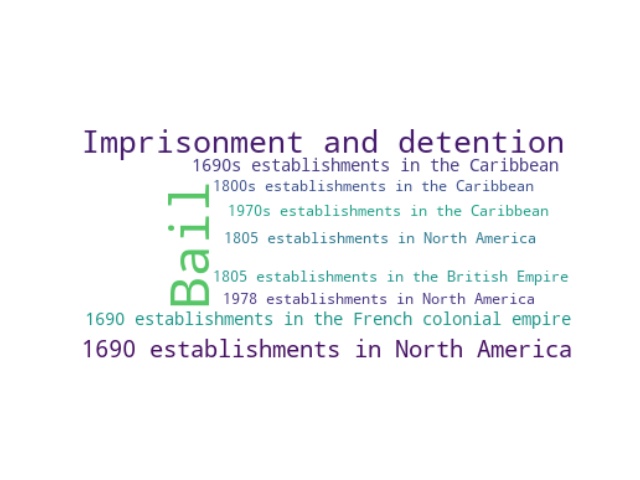 Imprisonment and detention
1690s establishments in the Caribbean
1800s establishments in the Caribbean
Bail
1970s establishments in the Caribbean
1805 establishments in North America
1805 establishments in the British Empire
1978 establishments in North America
1690 establishments in the French colonial empire
1690 establishments in North America